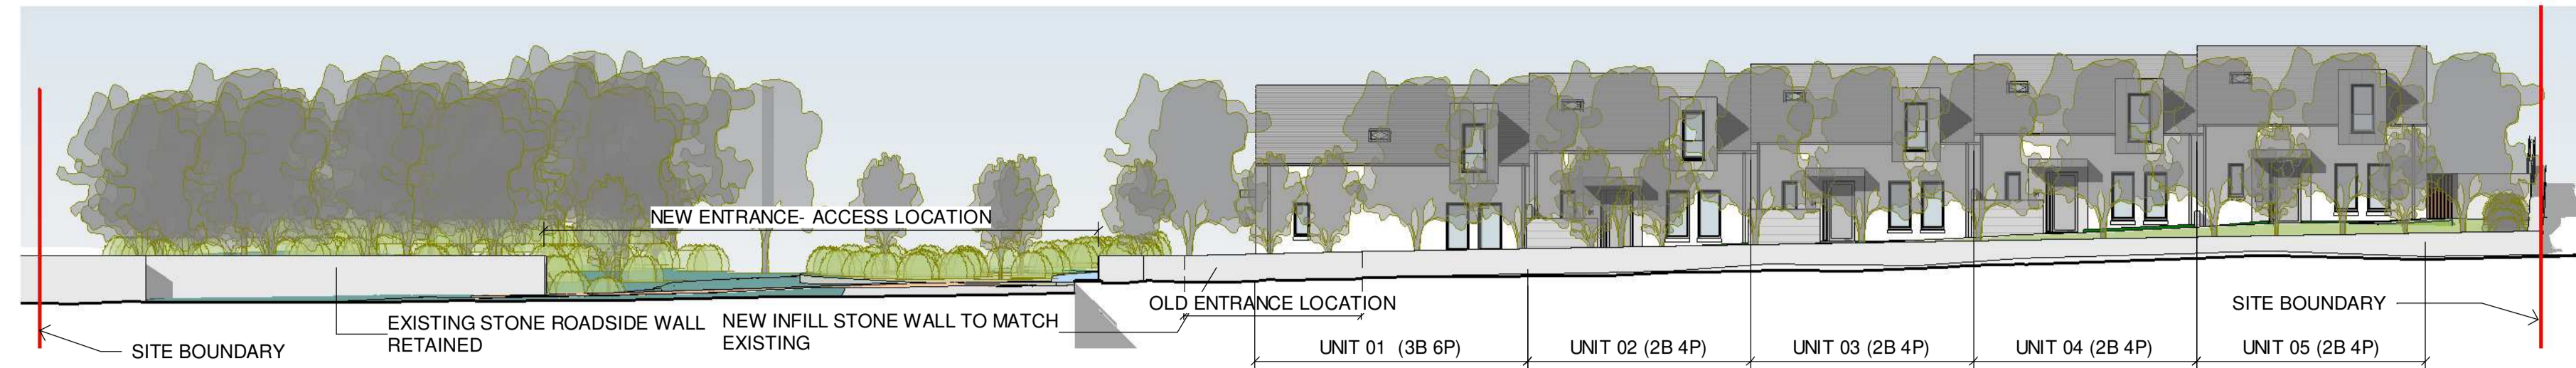 NEW ENTRANCE- ACCESS LOCATION
OLD ENTRANCE LOCATION
SITE BOUNDARY
EXISTING STONE ROADSIDE WALL
RETAINED
NEW INFILL STONE WALL TO MATCH
EXISTING
SITE BOUNDARY
UNIT 01 (3B 6P)
UNIT 02 (2B 4P)
UNIT 03 (2B 4P)
UNIT 04 (2B 4P)
UNIT 05 (2B 4P)